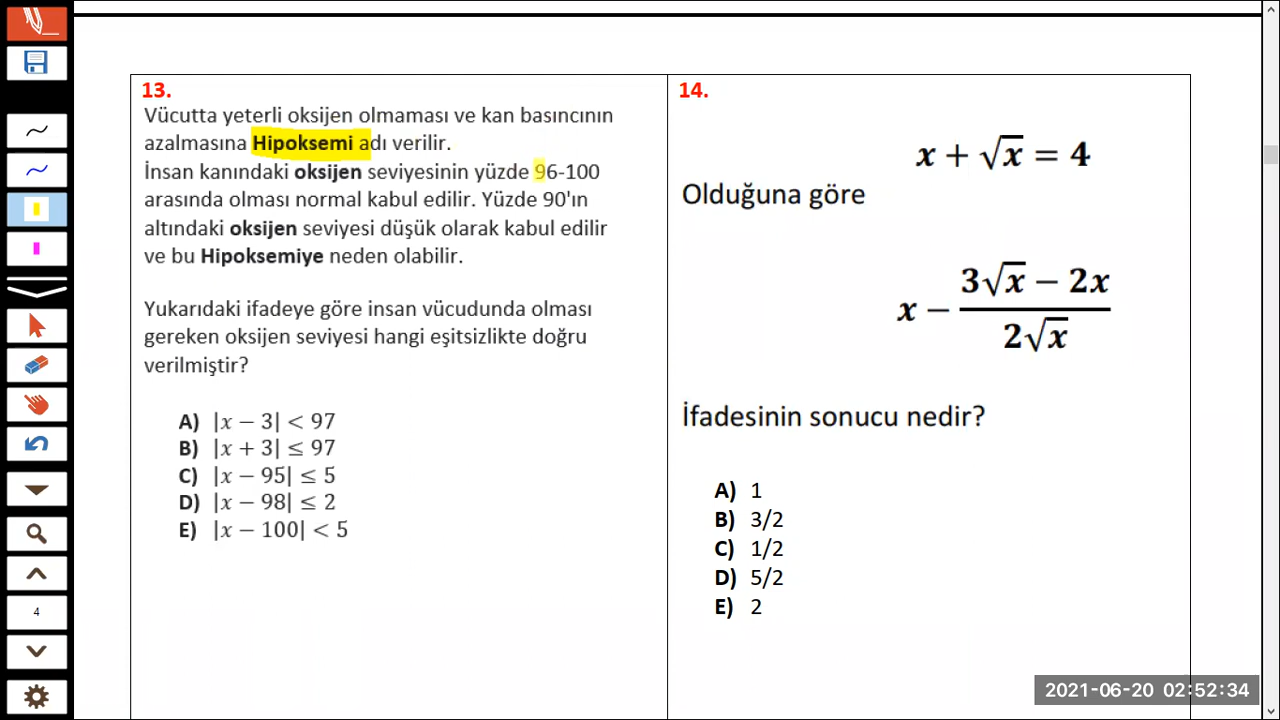 13.
Vücutta yeterli oksijen olmaması ve kan basıncının
azalmasına Hipoksemi adı verilir.
İnsan kanındaki oksijen seviyesinin yüzde 96-100
arasında olması normal kabul edilir. Yüzde 90'ın
altındaki oksijen seviyesi düşük olarak kabul edilir
ve bu Hipoksemiye neden olabilir.
Yukarıdaki ifadeye göre insan vücudunda olması
gereken oksijen seviyesi hangi eşitsizlikte doğru
verilmiştir?
A) |x − 3| < 97
B) |x + 3| ≤ 97
C) |x − 95| ≤ 5
D) |x − 98| ≤ 2
E) |x − 100| < 5
14.
x + √x = 4
Olduğuna göre
x − (3√x − 2x)/(2√x)
İfadesinin sonucu nedir?
A) 1
B) 3/2
C) 1/2
D) 5/2
E) 2
4
2021-06-20 02:52:34